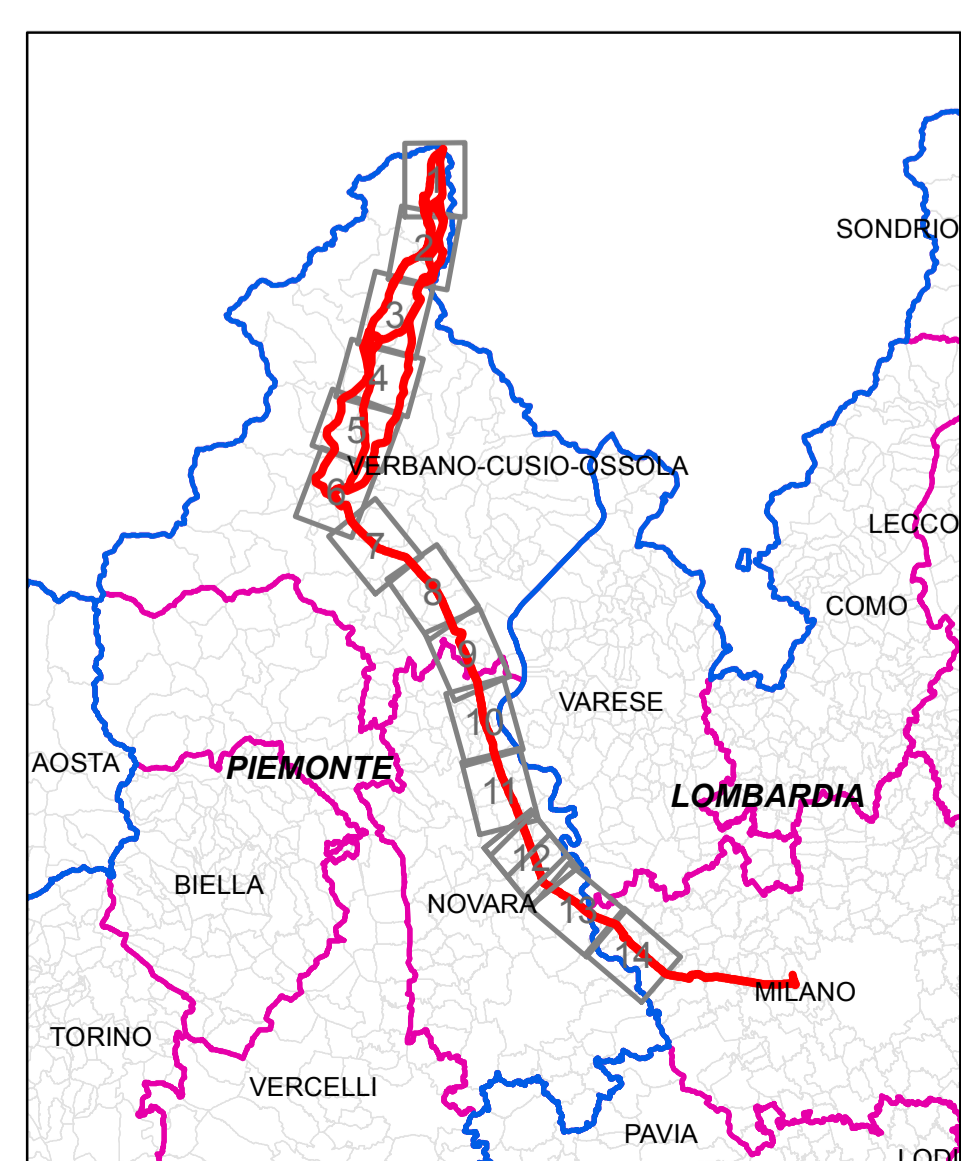 1
2
SONDRIO
3
4
5
VERBANO-CUSIO-OSSOLA
6
LECCO
7
8
COMO
9
VARESE
10
AOSTA
PIEMONTE
11
LOMBARDIA
12
BIELLA
NOVARA
13
14
MILANO
TORINO
VERCELLI
PAVIA
LODI